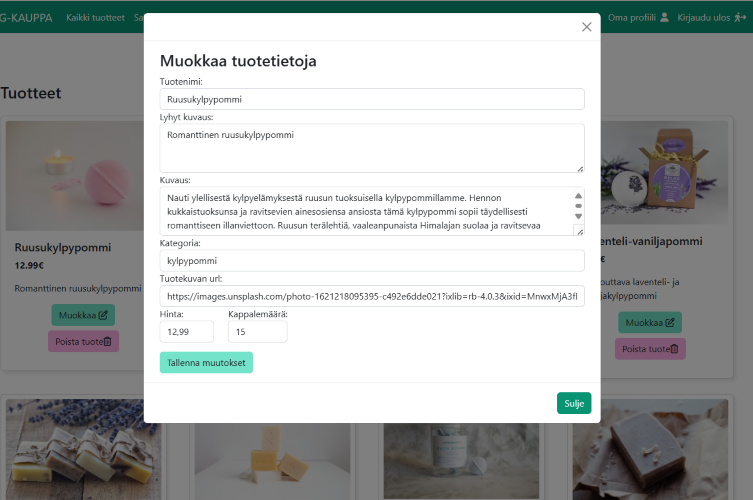 G-KAUPPA
Kaikki tuotteet
Oma profiili
Kirjaudu ulos
Tuotteet
Muokkaa tuotetietoja
Tuotenimi:
Ruusukylpypommi
Lyhyt kuvaus:
Romanttinen ruusukylpypommi
Kuvaus:
Nauti ylellisestä kylpyelämyksestä ruusun tuoksuisella kylpypommillamme. Hennon
kukkaistuoksunsa ja ravitsevien ainesosiensa ansiosta tämä kylpypommi sopii täydellisesti
romanttiseen illanviettoon. Ruusun terälehtiä, vaaleanpunaista Himalajan suolaa ja ravitsevaa
Kategoria:
kylpypommi
Tuotekuvan url:
https://images.unsplash.com/photo-1621218095395-c492e6dde021?ixlib=rb-4.0.3&ixid=MnwxMjA3fl
Hinta:
Kappalemäärä:
12,99
15
Tallenna muutokset
Sulje
Ruusukylpypommi
12.99€
Romanttinen ruusukylpypommi
Muokkaa
Poista tuote
enteli-vaniljapommi
€
outtava laventeli- ja
jakylpypommi
Muokkaa
Poista tuote